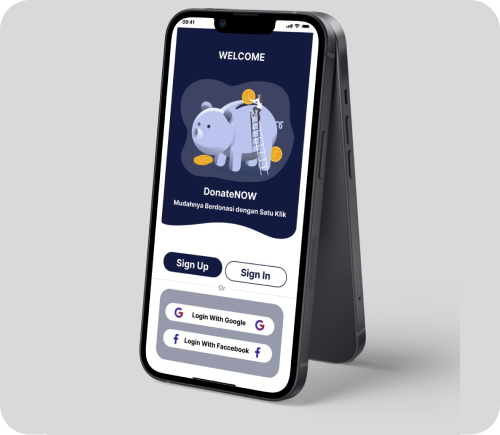 09:41
WELCOME
DonateNOW
Mudahnya Berdonasi dengan Satu Klik
Sign Up
Sign In
Or
Login With Google
Login With Faccebook